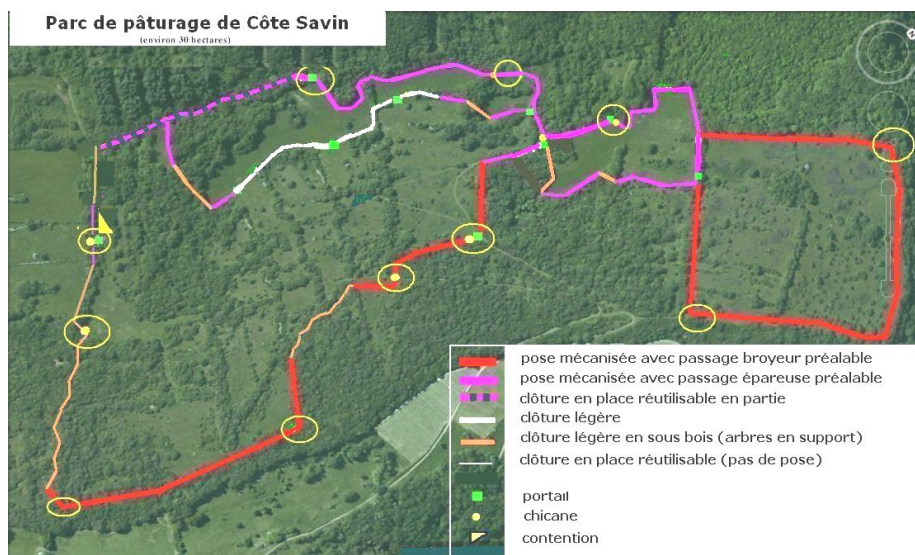 Parc de pâturage de Côte Savin
(environ 30 hectares)
pose mécanisée avec passage broyeur préalable
pose mécanisée avec passage épareuse préalable
clôture en place réutilisable en partie
clôture légère
clôture légère en sous bois (arbres en support)
clôture en place réutilisable (pas de pose)
portail
chicane
contention